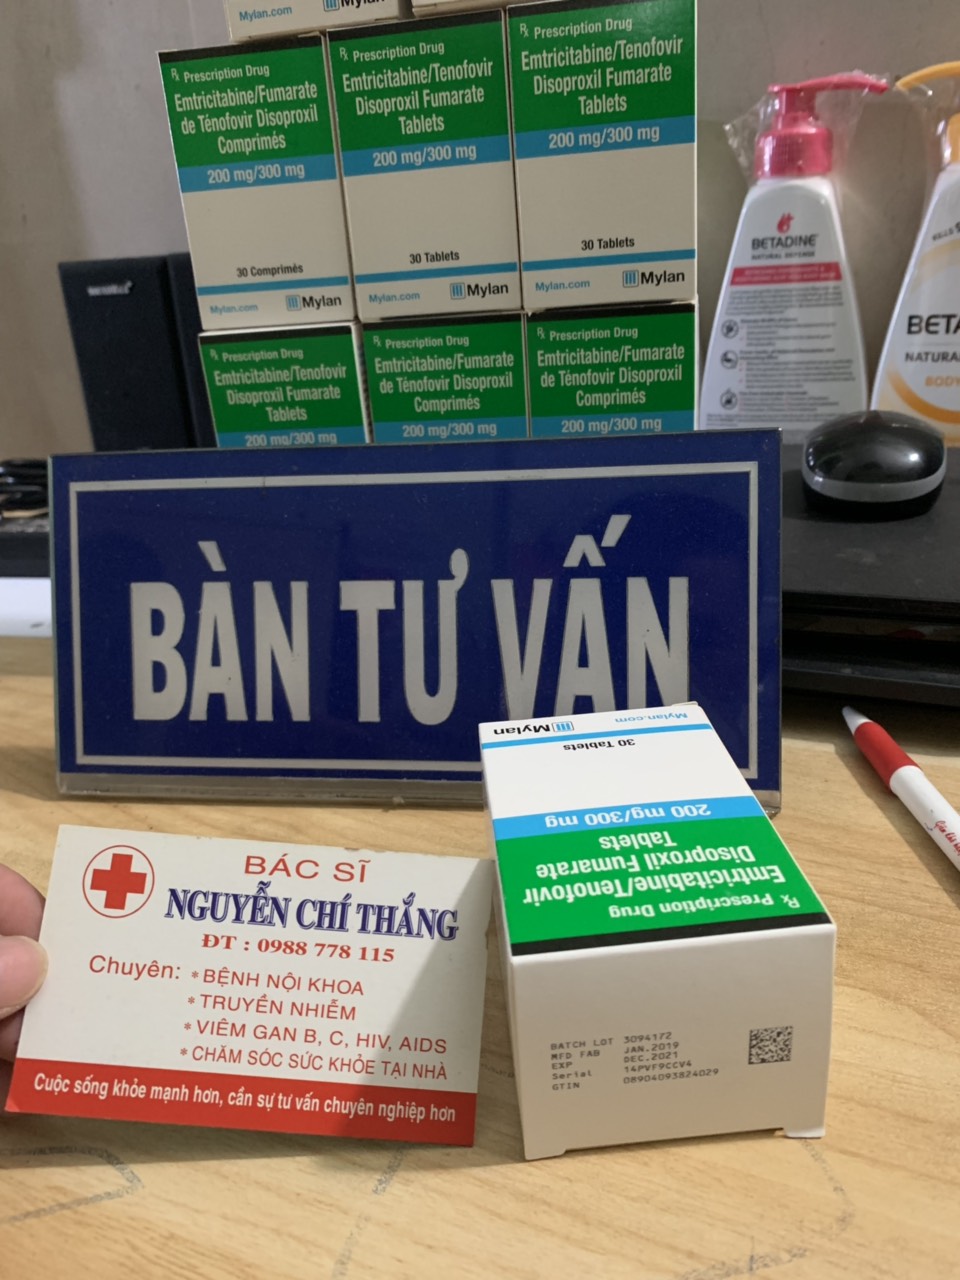 Mylan.com
Mylan
℞ Prescription Drug
Emtricitabine/Fumarate
de Ténofovir Disoproxil
Comprimés
200 mg/300 mg
30 Comprimés
Mylan.com
Mylan
℞ Prescription Drug
Emtricitabine/Tenofovir
Disoproxil Fumarate
Tablets
200 mg/300 mg
30 Tablets
Mylan.com
Mylan
℞ Prescription Drug
Emtricitabine/Tenofovir
Disoproxil Fumarate
Tablets
200 mg/300 mg
30 Tablets
Mylan.com
Mylan
℞ Prescription Drug
Emtricitabine/Tenofovir
Disoproxil Fumarate
Tablets
200 mg/300 mg
℞ Prescription Drug
Emtricitabine/Fumarate
de Ténofovir Disoproxil
Comprimés
200 mg/300 mg
℞ Prescription Drug
Emtricitabine/Fumarate
de Ténofovir Disoproxil
Comprimés
200 mg/300 mg
BETADINE
NATURAL DEFENSE
BETA
NATURA
BODY
BÀN TƯ VẤN
℞ Prescription Drug
Emtricitabine/Tenofovir
Disoproxil Fumarate
Tablets
200 mg/300 mg
30 Tablets
Mylan.com
Mylan
BATCH LOT 3094172
MFD FAB JAN.2019
EXP DEC.2021
Serial 14PVF9CCV4
GTIN 08904093824029
BÁC SĨ
NGUYỄN CHÍ THẮNG
ĐT : 0988 778 115
Chuyên: * BỆNH NỘI KHOA
* TRUYỀN NHIỄM
* VIÊM GAN B, C, HIV, AIDS
* CHĂM SÓC SỨC KHỎE TẠI NHÀ
Cuộc sống khỏe mạnh hơn, cần sự tư vấn chuyên nghiệp hơn